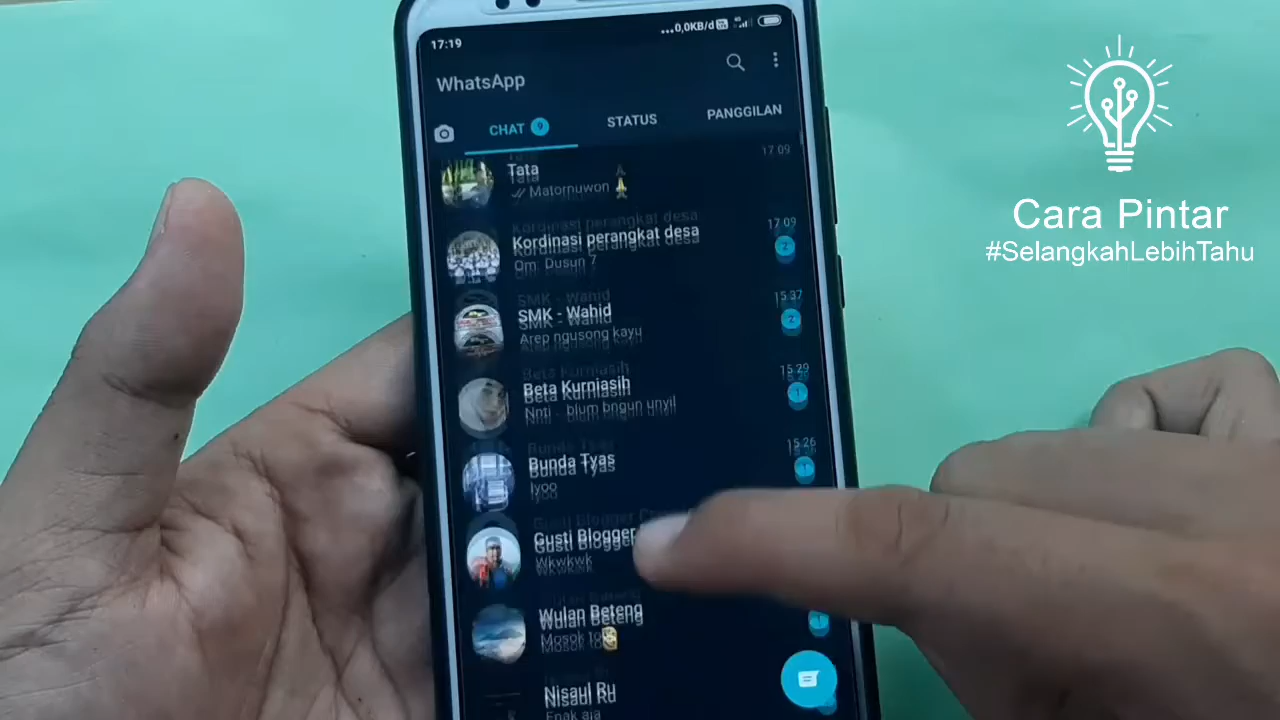 17:19
0,0KB/d
WhatsApp
CHAT 9
STATUS
PANGGILAN
Tata
17.09
Matornuwon
Kordinasi perangkat desa
17.09
Om: Dusun 7
2
SMK - Wahid
15.37
Arep ngusong kayu
2
Beta Kurniasih
15.29
Nnti - blum bngun unyil
1
Bunda Tyas
15.26
Iyoo
1
Gusti Blogger
Wkwkwk
Wulan Beteng
Mosok to
1
Nisaul Ru
Enak aja
Cara Pintar
#SelangkahLebihTahu